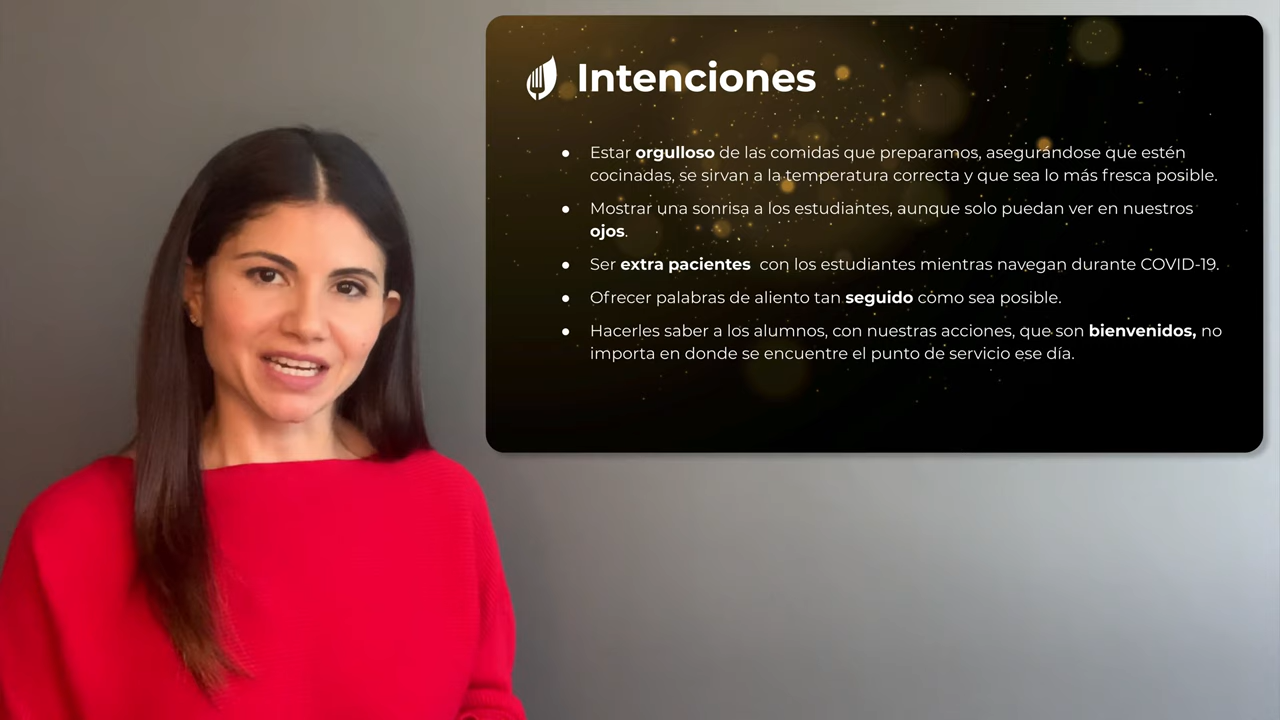 Intenciones
● Estar orgulloso de las comidas que preparamos, asegurándose que estén
cocinadas, se sirvan a la temperatura correcta y que sea lo más fresca posible.
● Mostrar una sonrisa a los estudiantes, aunque solo puedan ver en nuestros
ojos.
● Ser extra pacientes con los estudiantes mientras navegan durante COVID-19.
● Ofrecer palabras de aliento tan seguido como sea posible.
● Hacerles saber a los alumnos, con nuestras acciones, que son bienvenidos, no
importa en donde se encuentre el punto de servicio ese día.